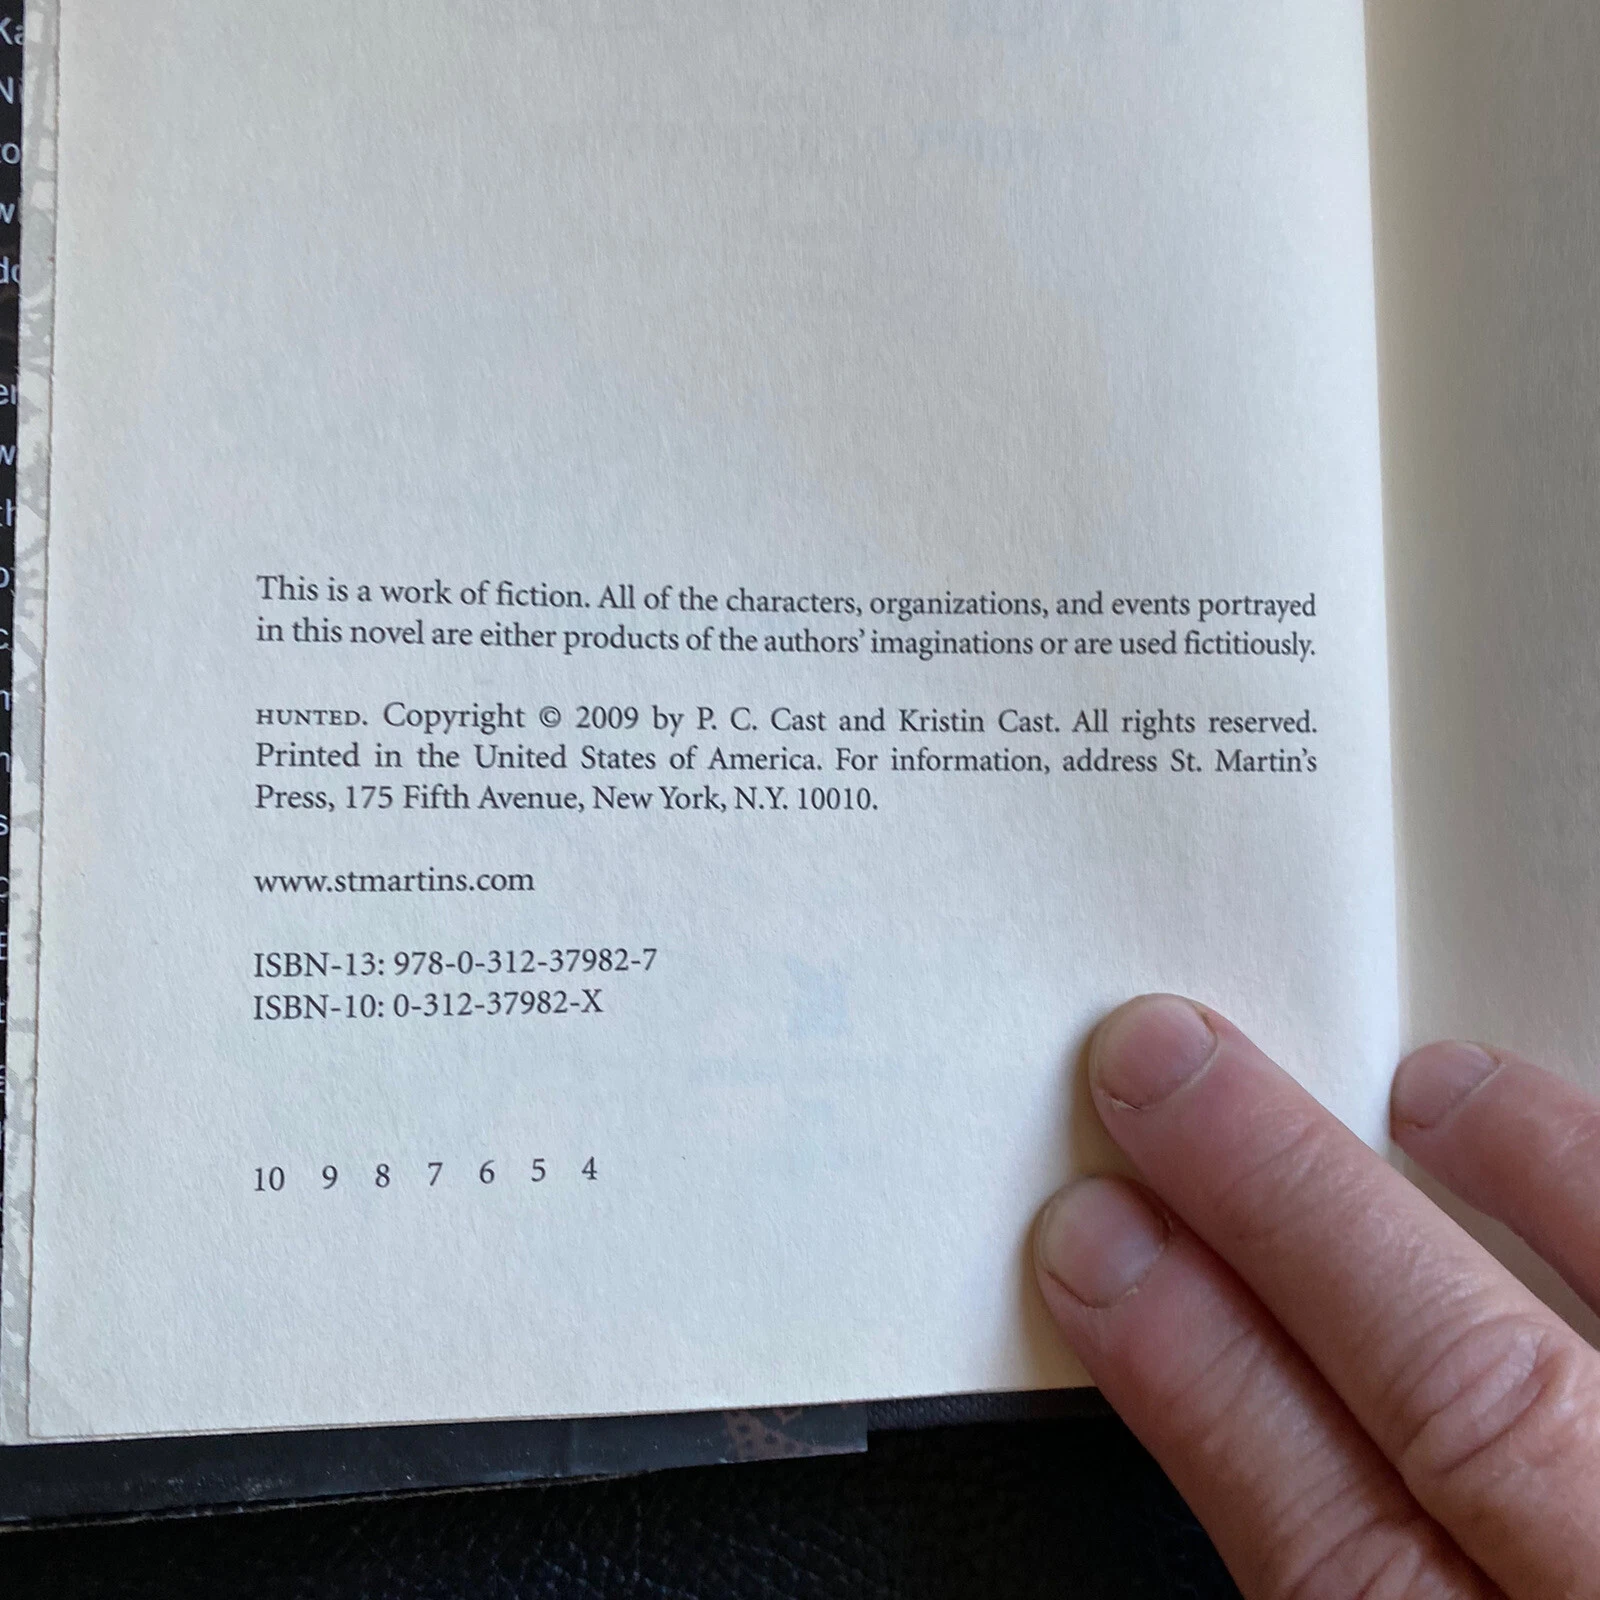 This is a work of fiction. All of the characters, organizations, and events portrayed
in this novel are either products of the authors' imaginations or are used fictitiously.
HUNTED. Copyright © 2009 by P. C. Cast and Kristin Cast. All rights reserved.
Printed in the United States of America. For information, address St. Martin's
Press, 175 Fifth Avenue, New York, N.Y. 10010.
www.stmartins.com
ISBN-13: 978-0-312-37982-7
ISBN-10: 0-312-37982-X
10 9 8 7 6 5 4